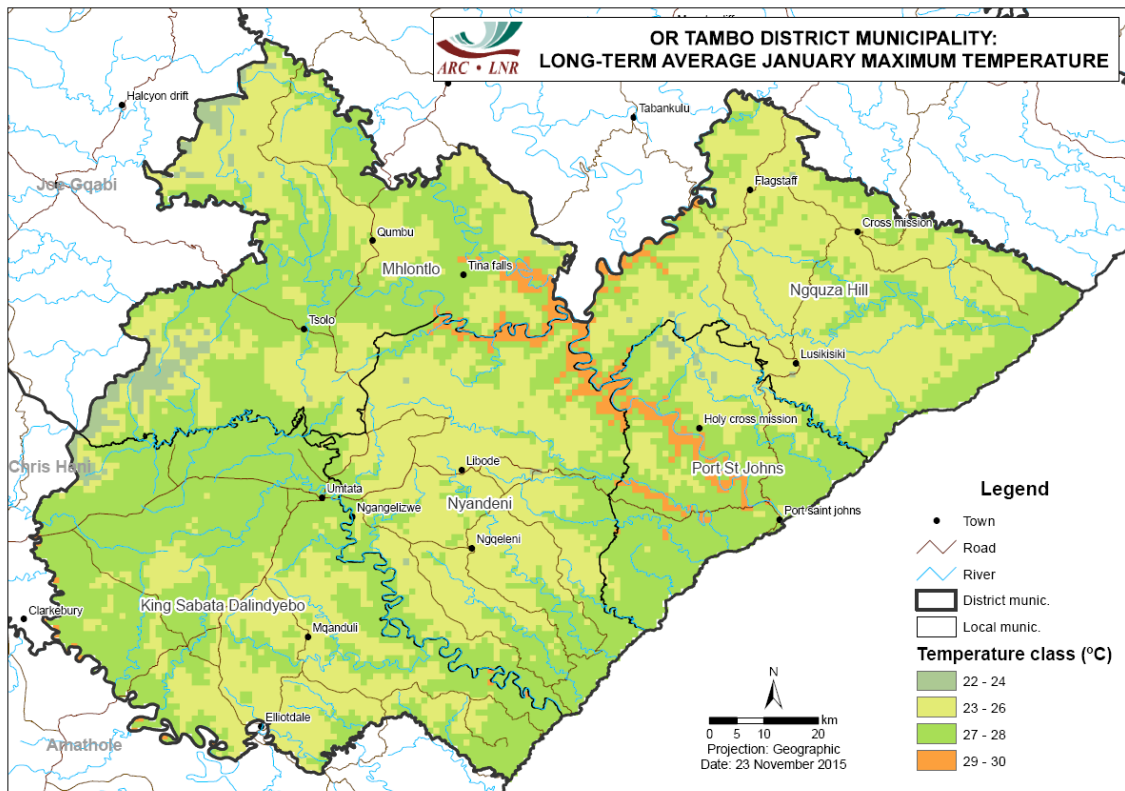 OR TAMBO DISTRICT MUNICIPALITY:
LONG-TERM AVERAGE JANUARY MAXIMUM TEMPERATURE
ARC • LNR
Halcyon drift
Tabankulu
Joe Gqabi
Flagstaff
Cross mission
Qumbu
Mhlontlo
Tina falls
Ngquza Hill
Tsolo
Lusikisiki
Holy cross mission
Chris Hani
Libode
Port St Johns
Umtata
Nyandeni
Ngangelizwe
Port saint johns
Ngqeleni
King Sabata Dalindyebo
Clarkebury
Mqanduli
Elliotdale
Amathole
Legend
Town
Road
River
District munic.
Local munic.
Temperature class (°C)
22 - 24
23 - 26
27 - 28
29 - 30
N
km
0 5 10 20
Projection: Geographic
Date: 23 November 2015